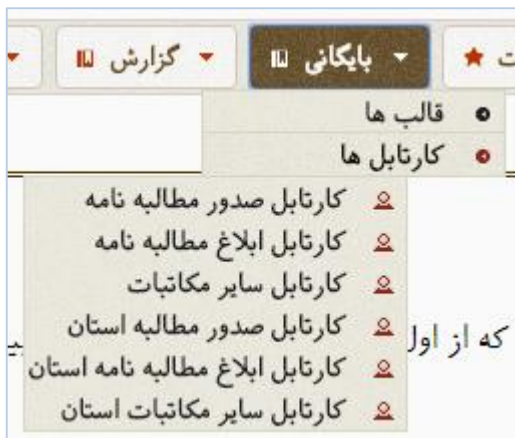 بایگانی
گزارش
قالب ها
کارتابل ها
کارتابل صدور مطالبه نامه
کارتابل ابلاغ مطالبه نامه
کارتابل سایر مکاتبات
کارتابل صدور مطالبه استان
که از اول
کارتابل ابلاغ مطالبه نامه استان
کارتابل سایر مکاتبات استان